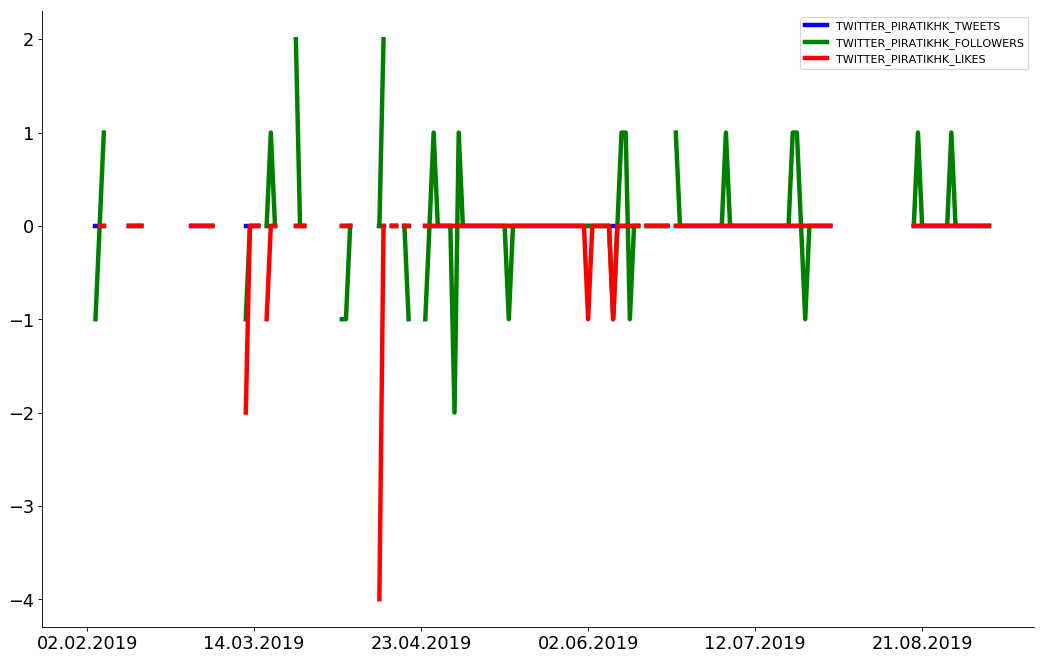 TWITTER_PIRATIKHK_TWEETS
TWITTER_PIRATIKHK_FOLLOWERS
TWITTER_PIRATIKHK_LIKES
2
1
0
−1
−2
−3
−4
02.02.2019 14.03.2019 23.04.2019 02.06.2019 12.07.2019 21.08.2019